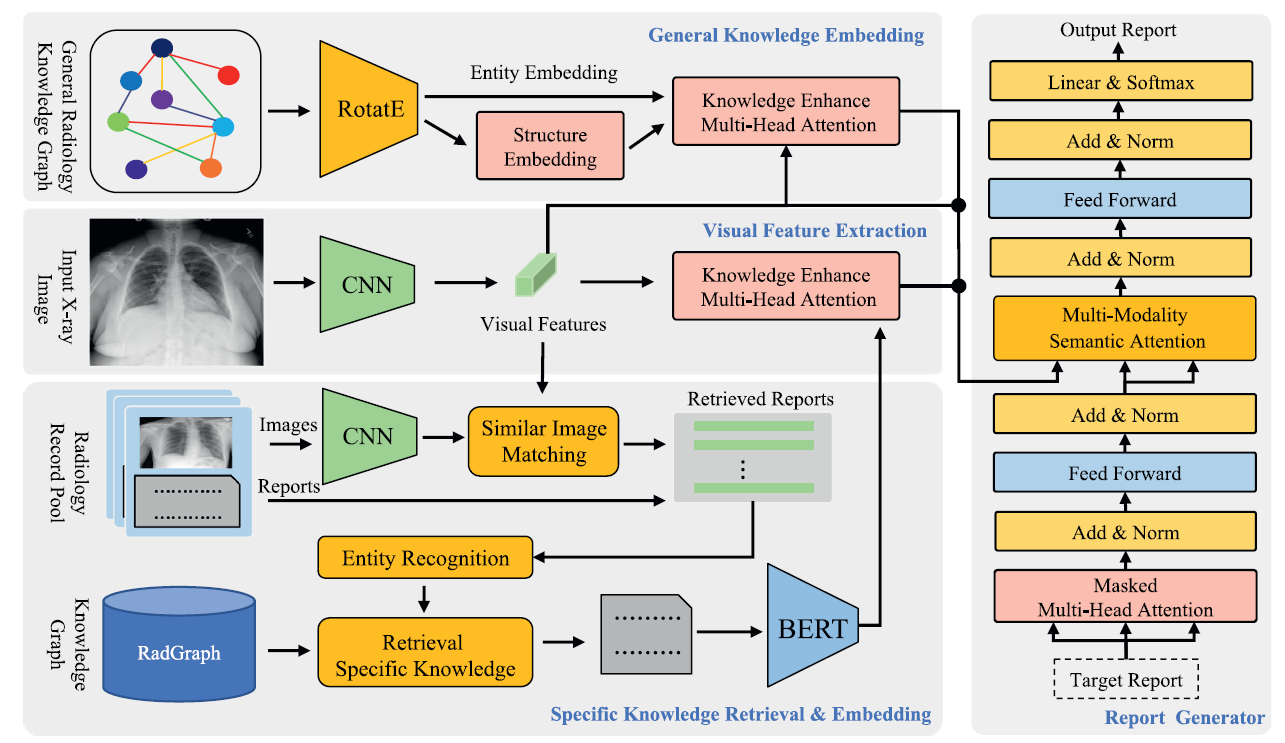 General Radiology
Knowledge Graph
RotatE
Entity Embedding
Structure
Embedding
General Knowledge Embedding
Knowledge Enhance
Multi-Head Attention
Input X-ray
Image
CNN
Visual Features
Visual Feature Extraction
Knowledge Enhance
Multi-Head Attention
Radiology
Record Pool
Images
Reports
CNN
Similar Image
Matching
Retrieved Reports
Entity Recognition
Knowledge
Graph
RadGraph
Retrieval
Specific Knowledge
BERT
Specific Knowledge Retrieval & Embedding
Output Report
Linear & Softmax
Add & Norm
Feed Forward
Add & Norm
Multi-Modality
Semantic Attention
Add & Norm
Feed Forward
Add & Norm
Masked
Multi-Head Attention
Target Report
Report Generator